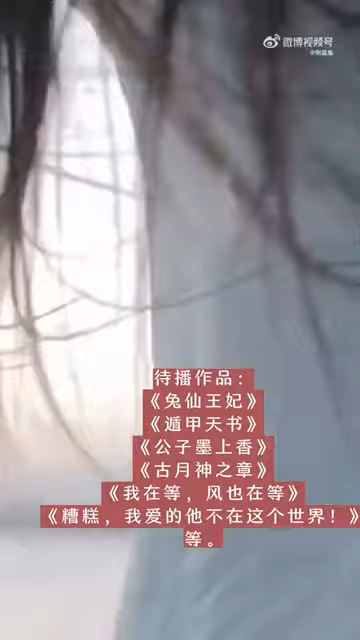 微博视频号
待播作品：
《兔仙王妃》
《遁甲天书》
《公子墨上香》
《古月神之章》
《我在等，风也在等》
《糟糕，我爱的他不在这个世界！》
等。